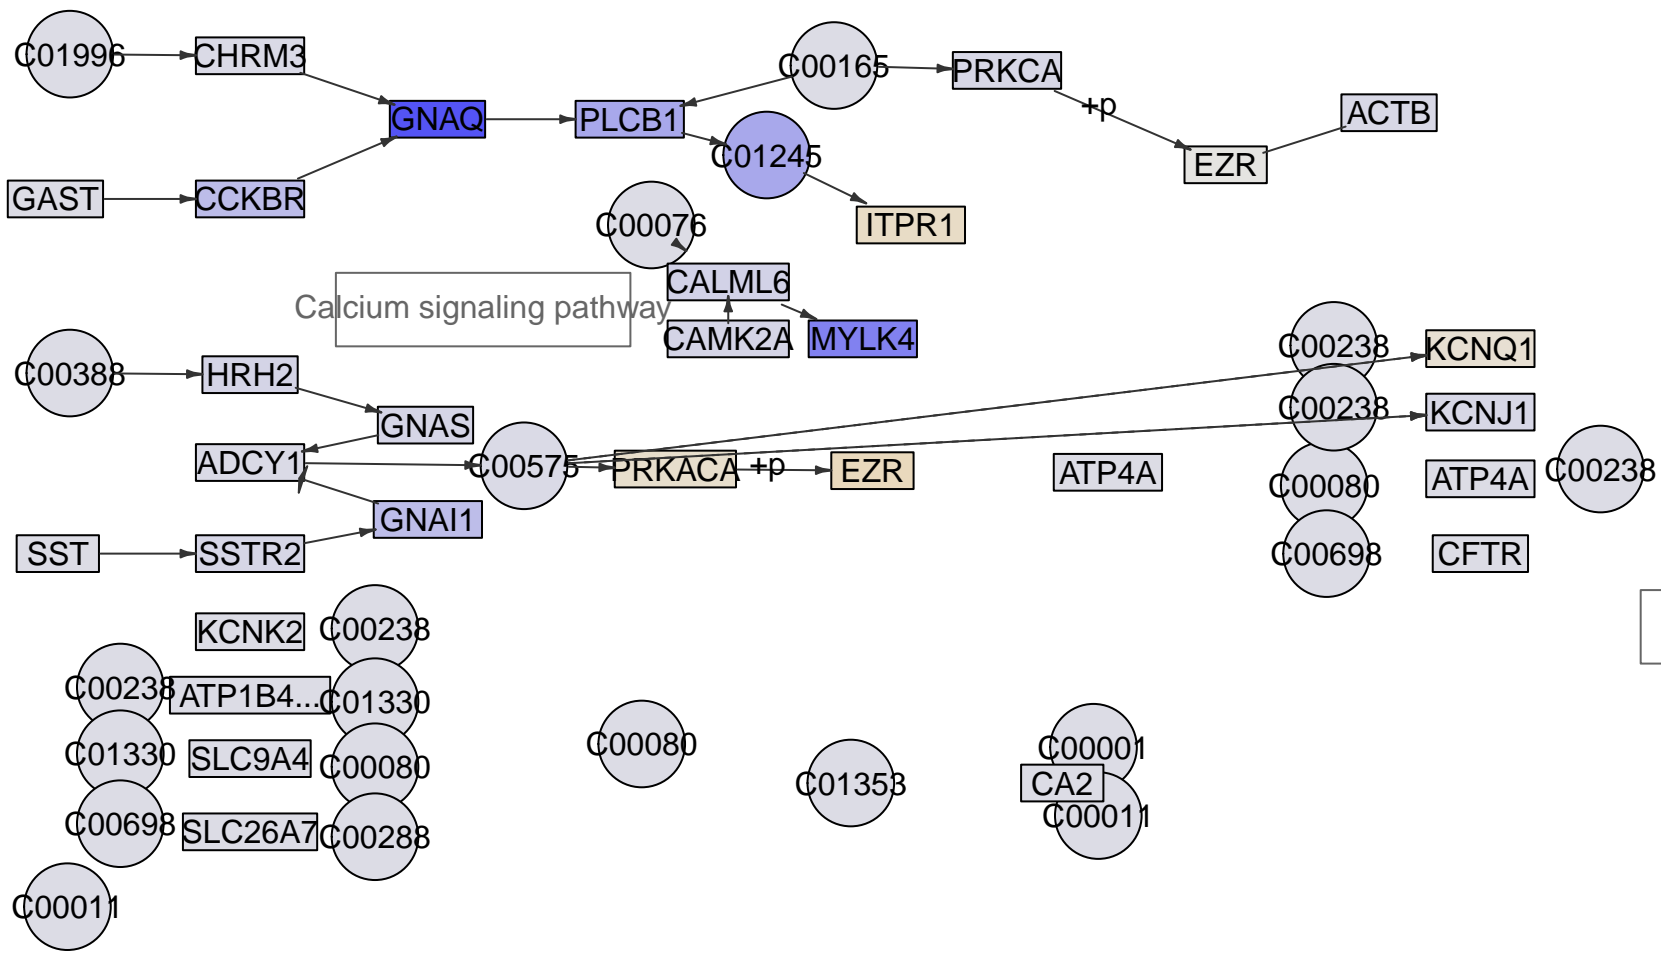 C01996
CHRM3
C00165
PRKCA
GNAQ
PLCB1
+p
ACTB
C01245
EZR
GAST
CCKBR
C00076
ITPR1
Calcium signaling pathway
CALML6
CAMK2A
MYLK4
C00238
KCNQ1
C00388
HRH2
C00238
KCNJ1
GNAS
ADCY1
C00575
PRKACA
+p
EZR
ATP4A
C00080
ATP4A
C00238
GNAI1
SST
SSTR2
C00698
CFTR
KCNK2
C00238
C00238
ATP1B4...
C01330
C01330
SLC9A4
C00080
C00080
C01353
C00001
CA2
C00011
C00698
SLC26A7
C00288
C00011